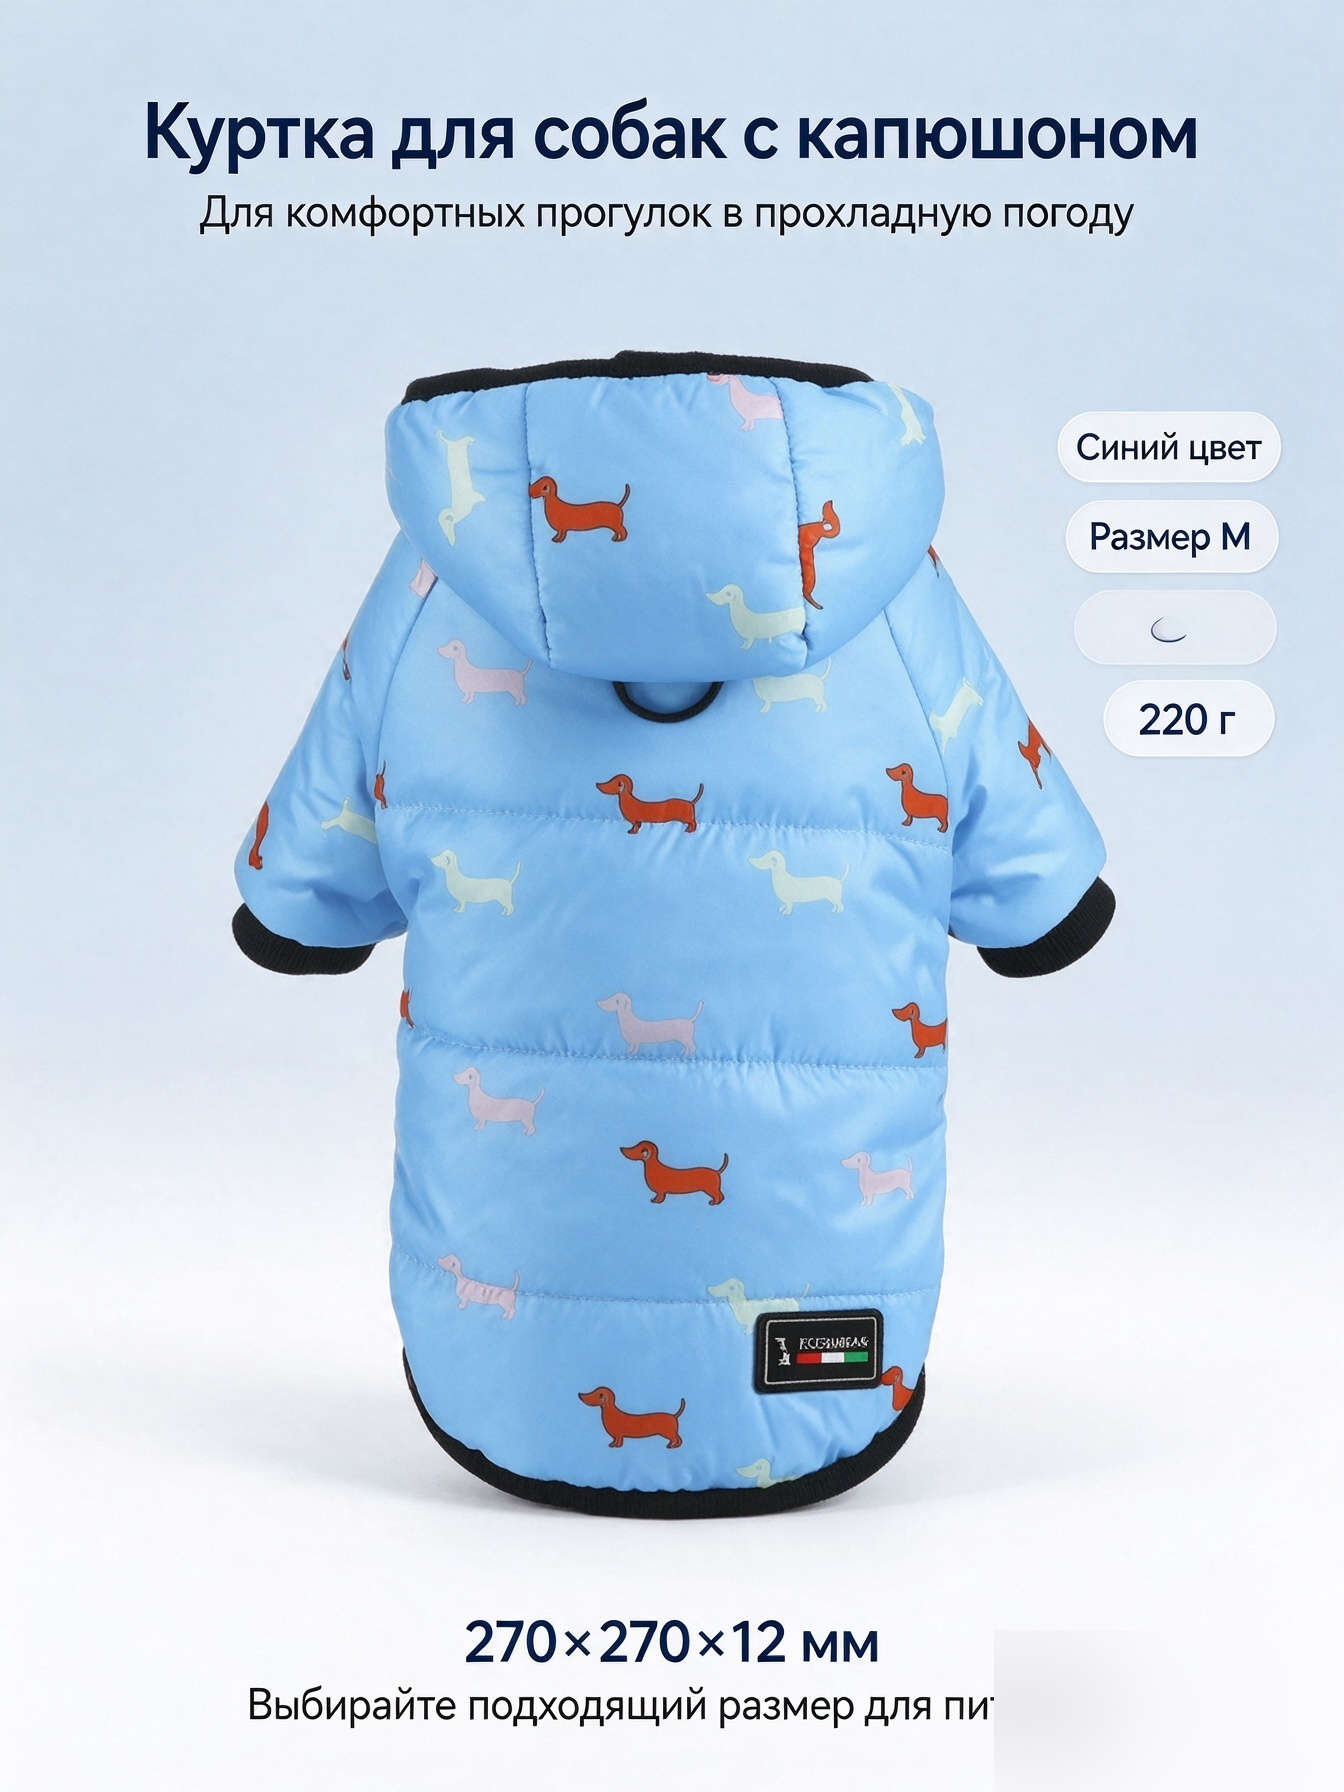 Куртка для собак с капюшоном
Для комфортных прогулок в прохладную погоду
Синий цвет
Размер M
220 г
270×270×12 мм
Выбирайте подходящий размер для